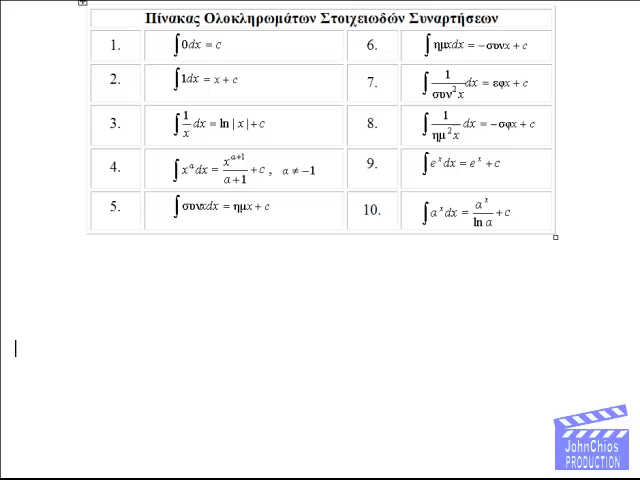 Πίνακας Ολοκληρωμάτων Στοιχειωδών Συναρτήσεων
1. ∫0dx = c
6. ∫ημxdx = −συνx + c
2. ∫1dx = x + c
7. ∫ 1/συν²x dx = εφx + c
3. ∫ 1/x dx = ln | x | + c
8. ∫ 1/ημ²x dx = −σφx + c
4. ∫ x^α dx = x^(α+1)/(α+1) + c , α ≠ −1
9. ∫ e^x dx = e^x + c
5. ∫συνxdx = ημx + c
10. ∫ α^x dx = α^x/ln α + c
JohnChios
PRODUCTION